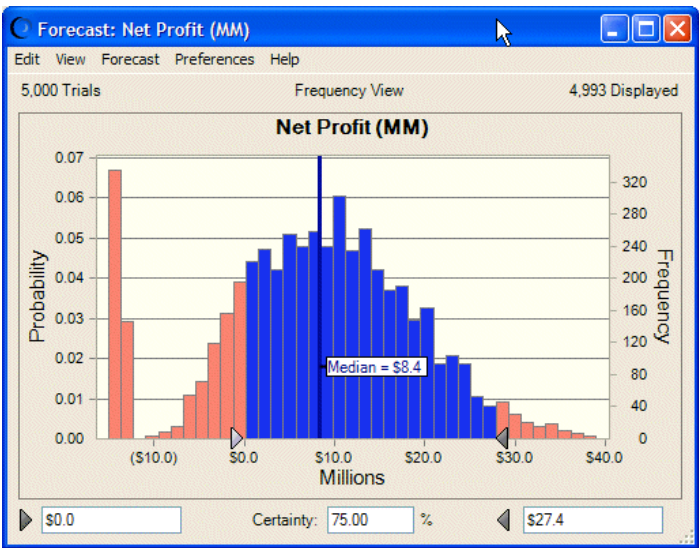 Forecast: Net Profit (MM)
Edit View Forecast Preferences Help
5,000 Trials Frequency View 4,993 Displayed
Net Profit (MM)
0.07
0.06
0.05
0.04
0.03
0.02
0.01
0.00
Probability
320
280
240
200
160
120
80
40
0
Frequency
Median = $8.4
($10.0) $0.0 $10.0 $20.0 $30.0 $40.0
Millions
$0.0 Certainty: 75.00 % $27.4